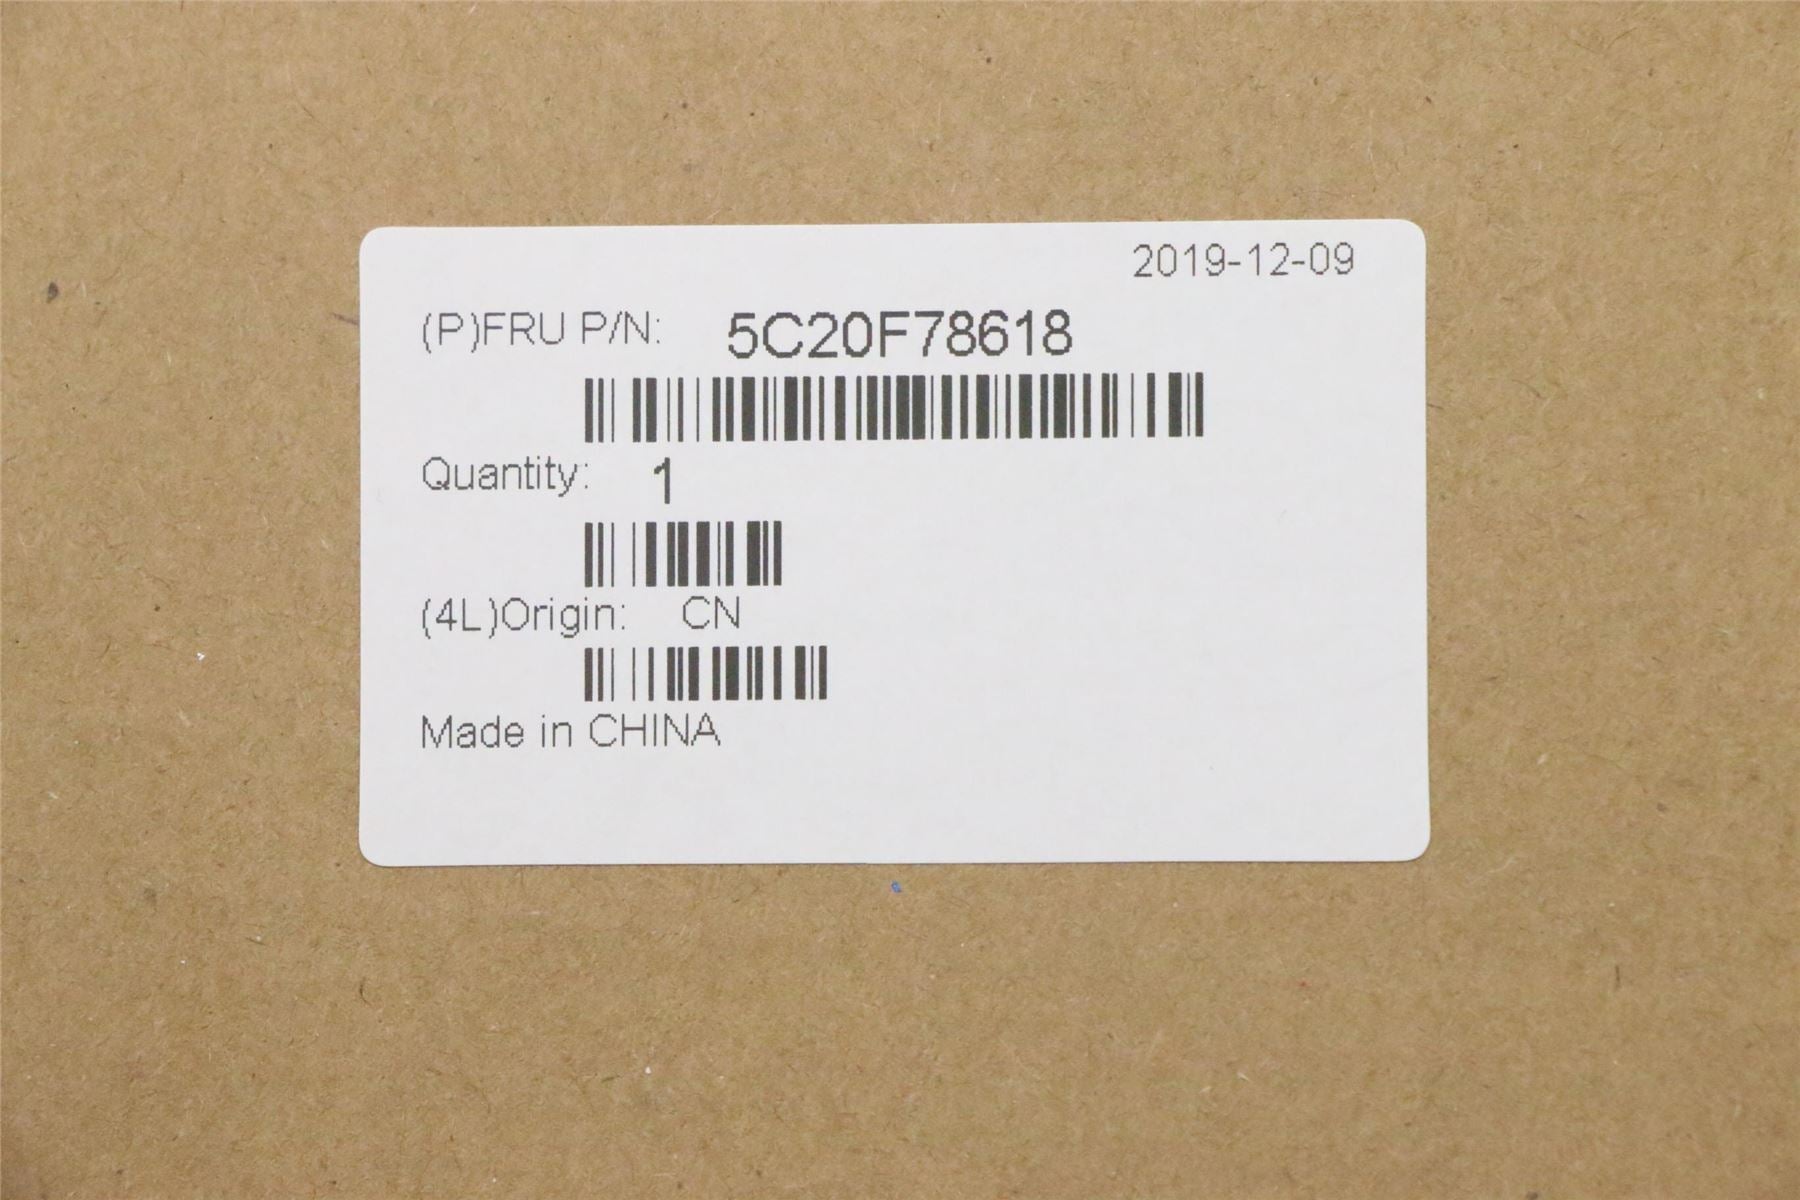 2019-12-09
(P)FRU P/N: 5C20F78618
Quantity: 1
(4L)Origin: CN
Made in CHINA